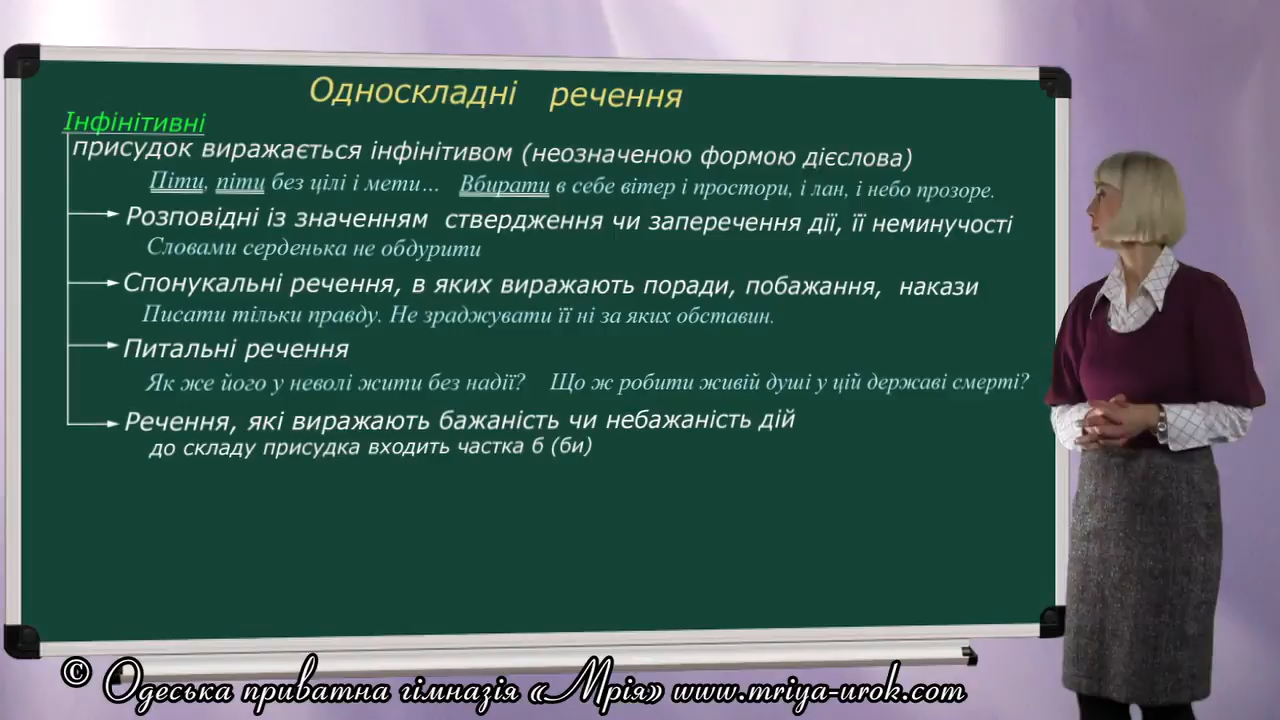 Односкладні речення
Інфінітивні
присудок виражається інфінітивом (неозначеною формою дієслова)
Піти, піти без цілі і мети... Вбирати в себе вітер і простори, і лан, і небо прозоре.
Розповідні із значенням ствердження чи заперечення дії, її неминучості
Словами серденька не обдурити
Спонукальні речення, в яких виражають поради, побажання, накази
Писати тільки правду. Не зраджувати її ні за яких обставин.
Питальні речення
Як же його у неволі жити без надії? Що ж робити живій душі у цій державі смерті?
Речення, які виражають бажаність чи небажаність дій
до складу присудка входить частка б (би)
© Одеська приватна гімназія «Мрія» www.mriya-urok.com